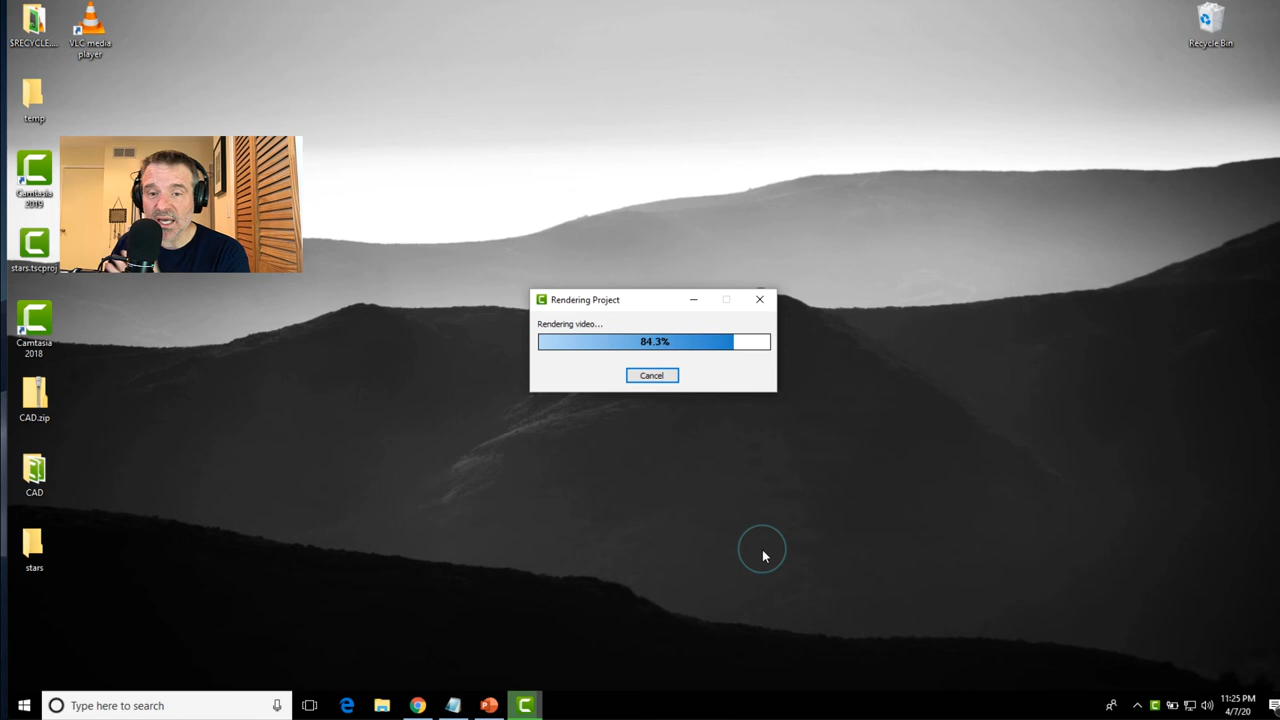 $RECYCLE....
VLC media
player
Recycle Bin
temp
Camtasia
2019
stars.tscproj
Rendering Project
Rendering video...
84.3%
Cancel
Camtasia
2018
CAD.zip
CAD
stars
Type here to search
11:25 PM
4/7/20